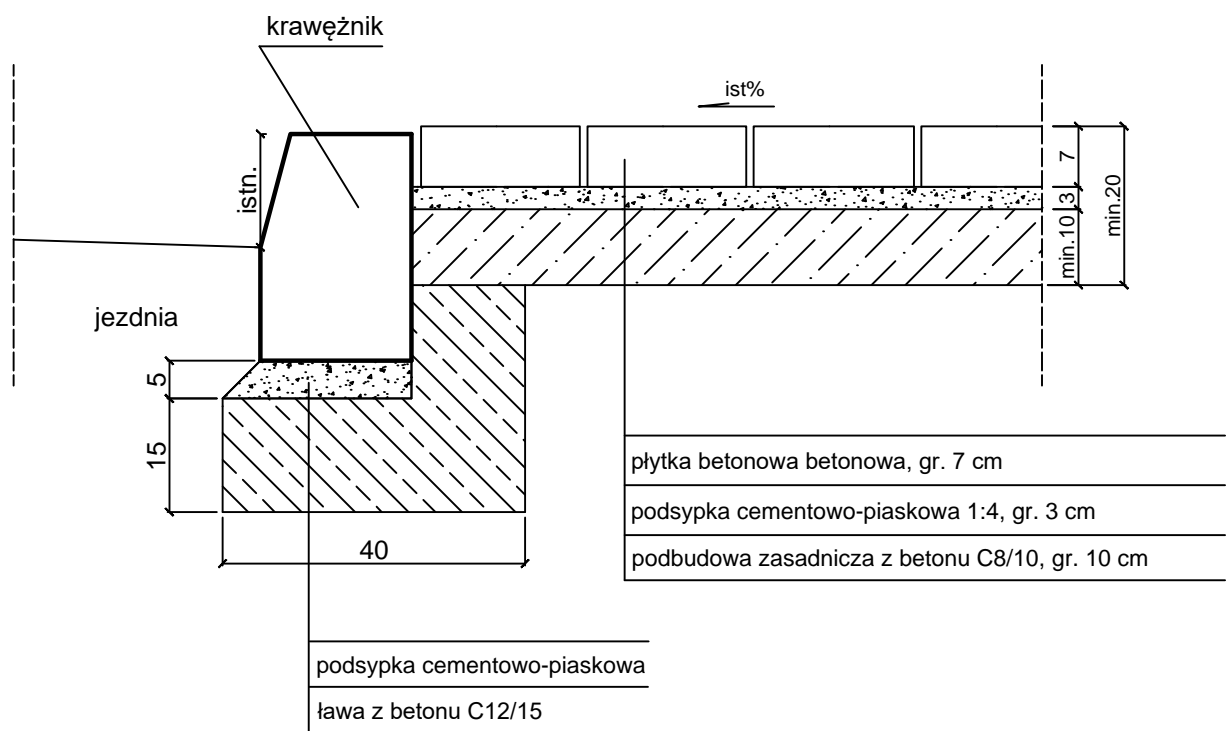 krawężnik
ist%
istn.
7
3
min.10
min.20
jezdnia
5
15
40
płytka betonowa betonowa, gr. 7 cm
podsypka cementowo-piaskowa 1:4, gr. 3 cm
podbudowa zasadnicza z betonu C8/10, gr. 10 cm
podsypka cementowo-piaskowa
ława z betonu C12/15